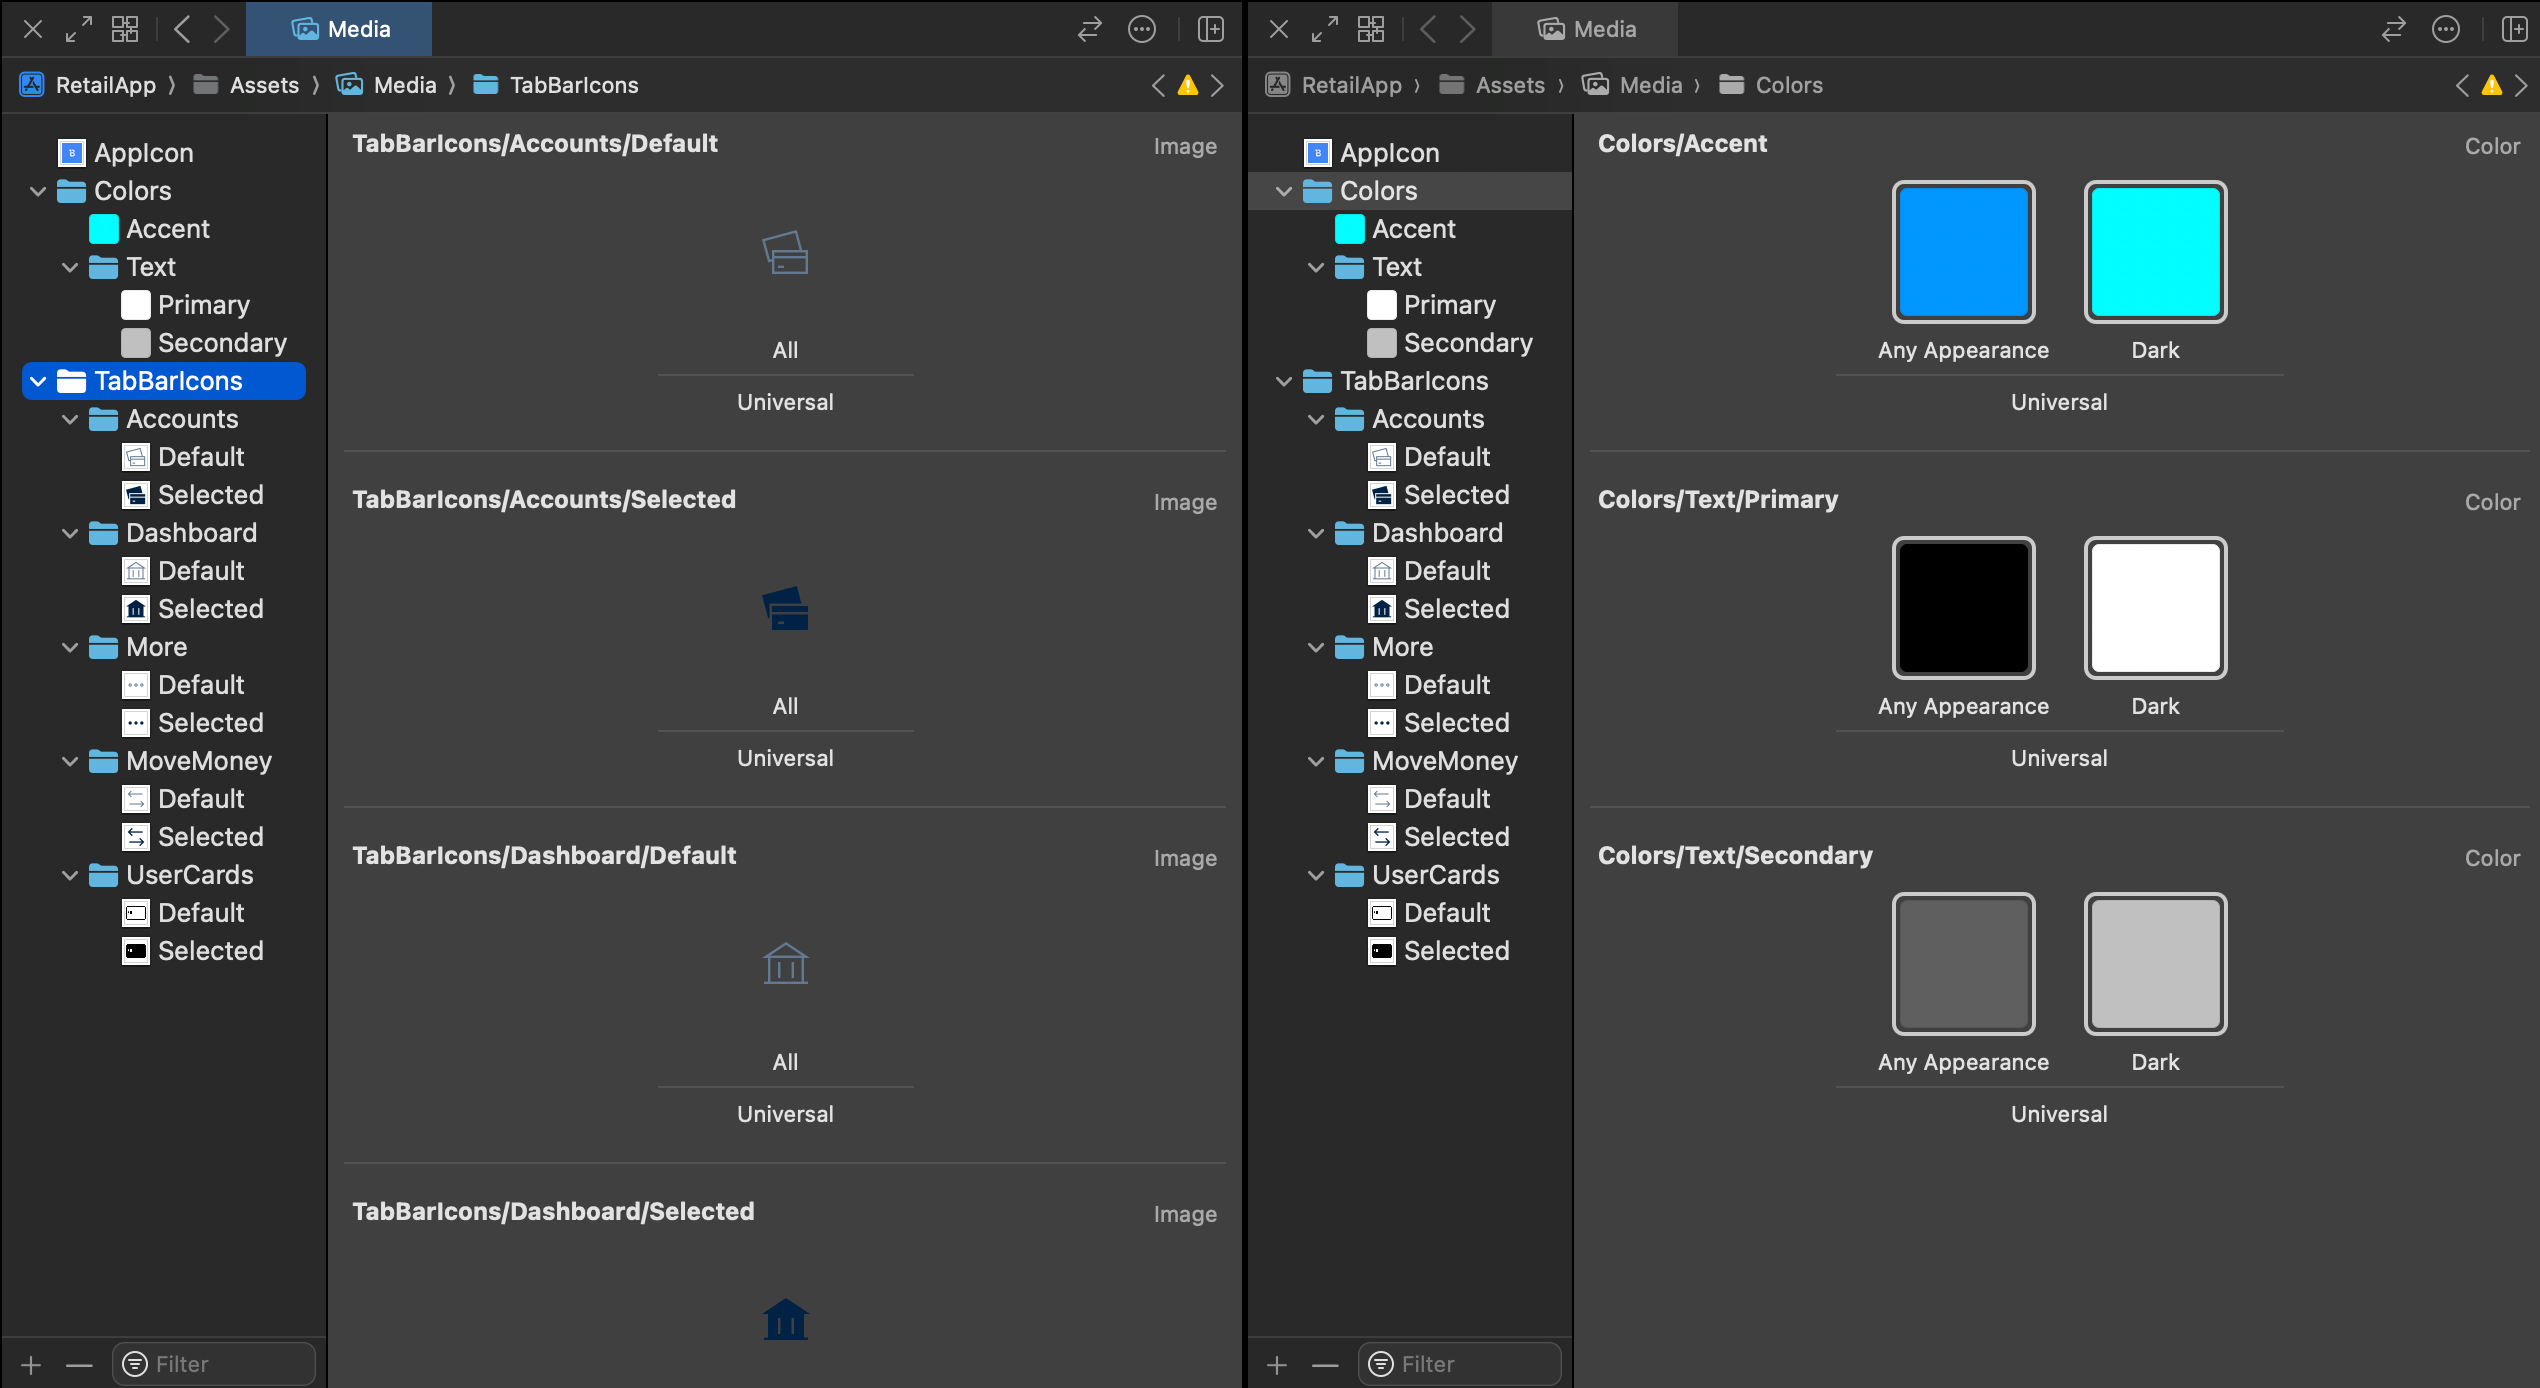 Media
RetailApp 〉 Assets 〉 Media 〉 TabBarIcons
AppIcon
Colors
Accent
Text
Primary
Secondary
TabBarIcons
Accounts
Default
Selected
Dashboard
Default
Selected
More
Default
Selected
MoveMoney
Default
Selected
UserCards
Default
Selected
Filter
TabBarIcons/Accounts/Default
Image
All
Universal
TabBarIcons/Accounts/Selected
Image
All
Universal
TabBarIcons/Dashboard/Default
Image
All
Universal
TabBarIcons/Dashboard/Selected
Image
Media
RetailApp 〉 Assets 〉 Media 〉 Colors
AppIcon
Colors
Accent
Text
Primary
Secondary
TabBarIcons
Accounts
Default
Selected
Dashboard
Default
Selected
More
Default
Selected
MoveMoney
Default
Selected
UserCards
Default
Selected
Filter
Colors/Accent
Color
Any Appearance
Dark
Universal
Colors/Text/Primary
Color
Any Appearance
Dark
Universal
Colors/Text/Secondary
Color
Any Appearance
Dark
Universal